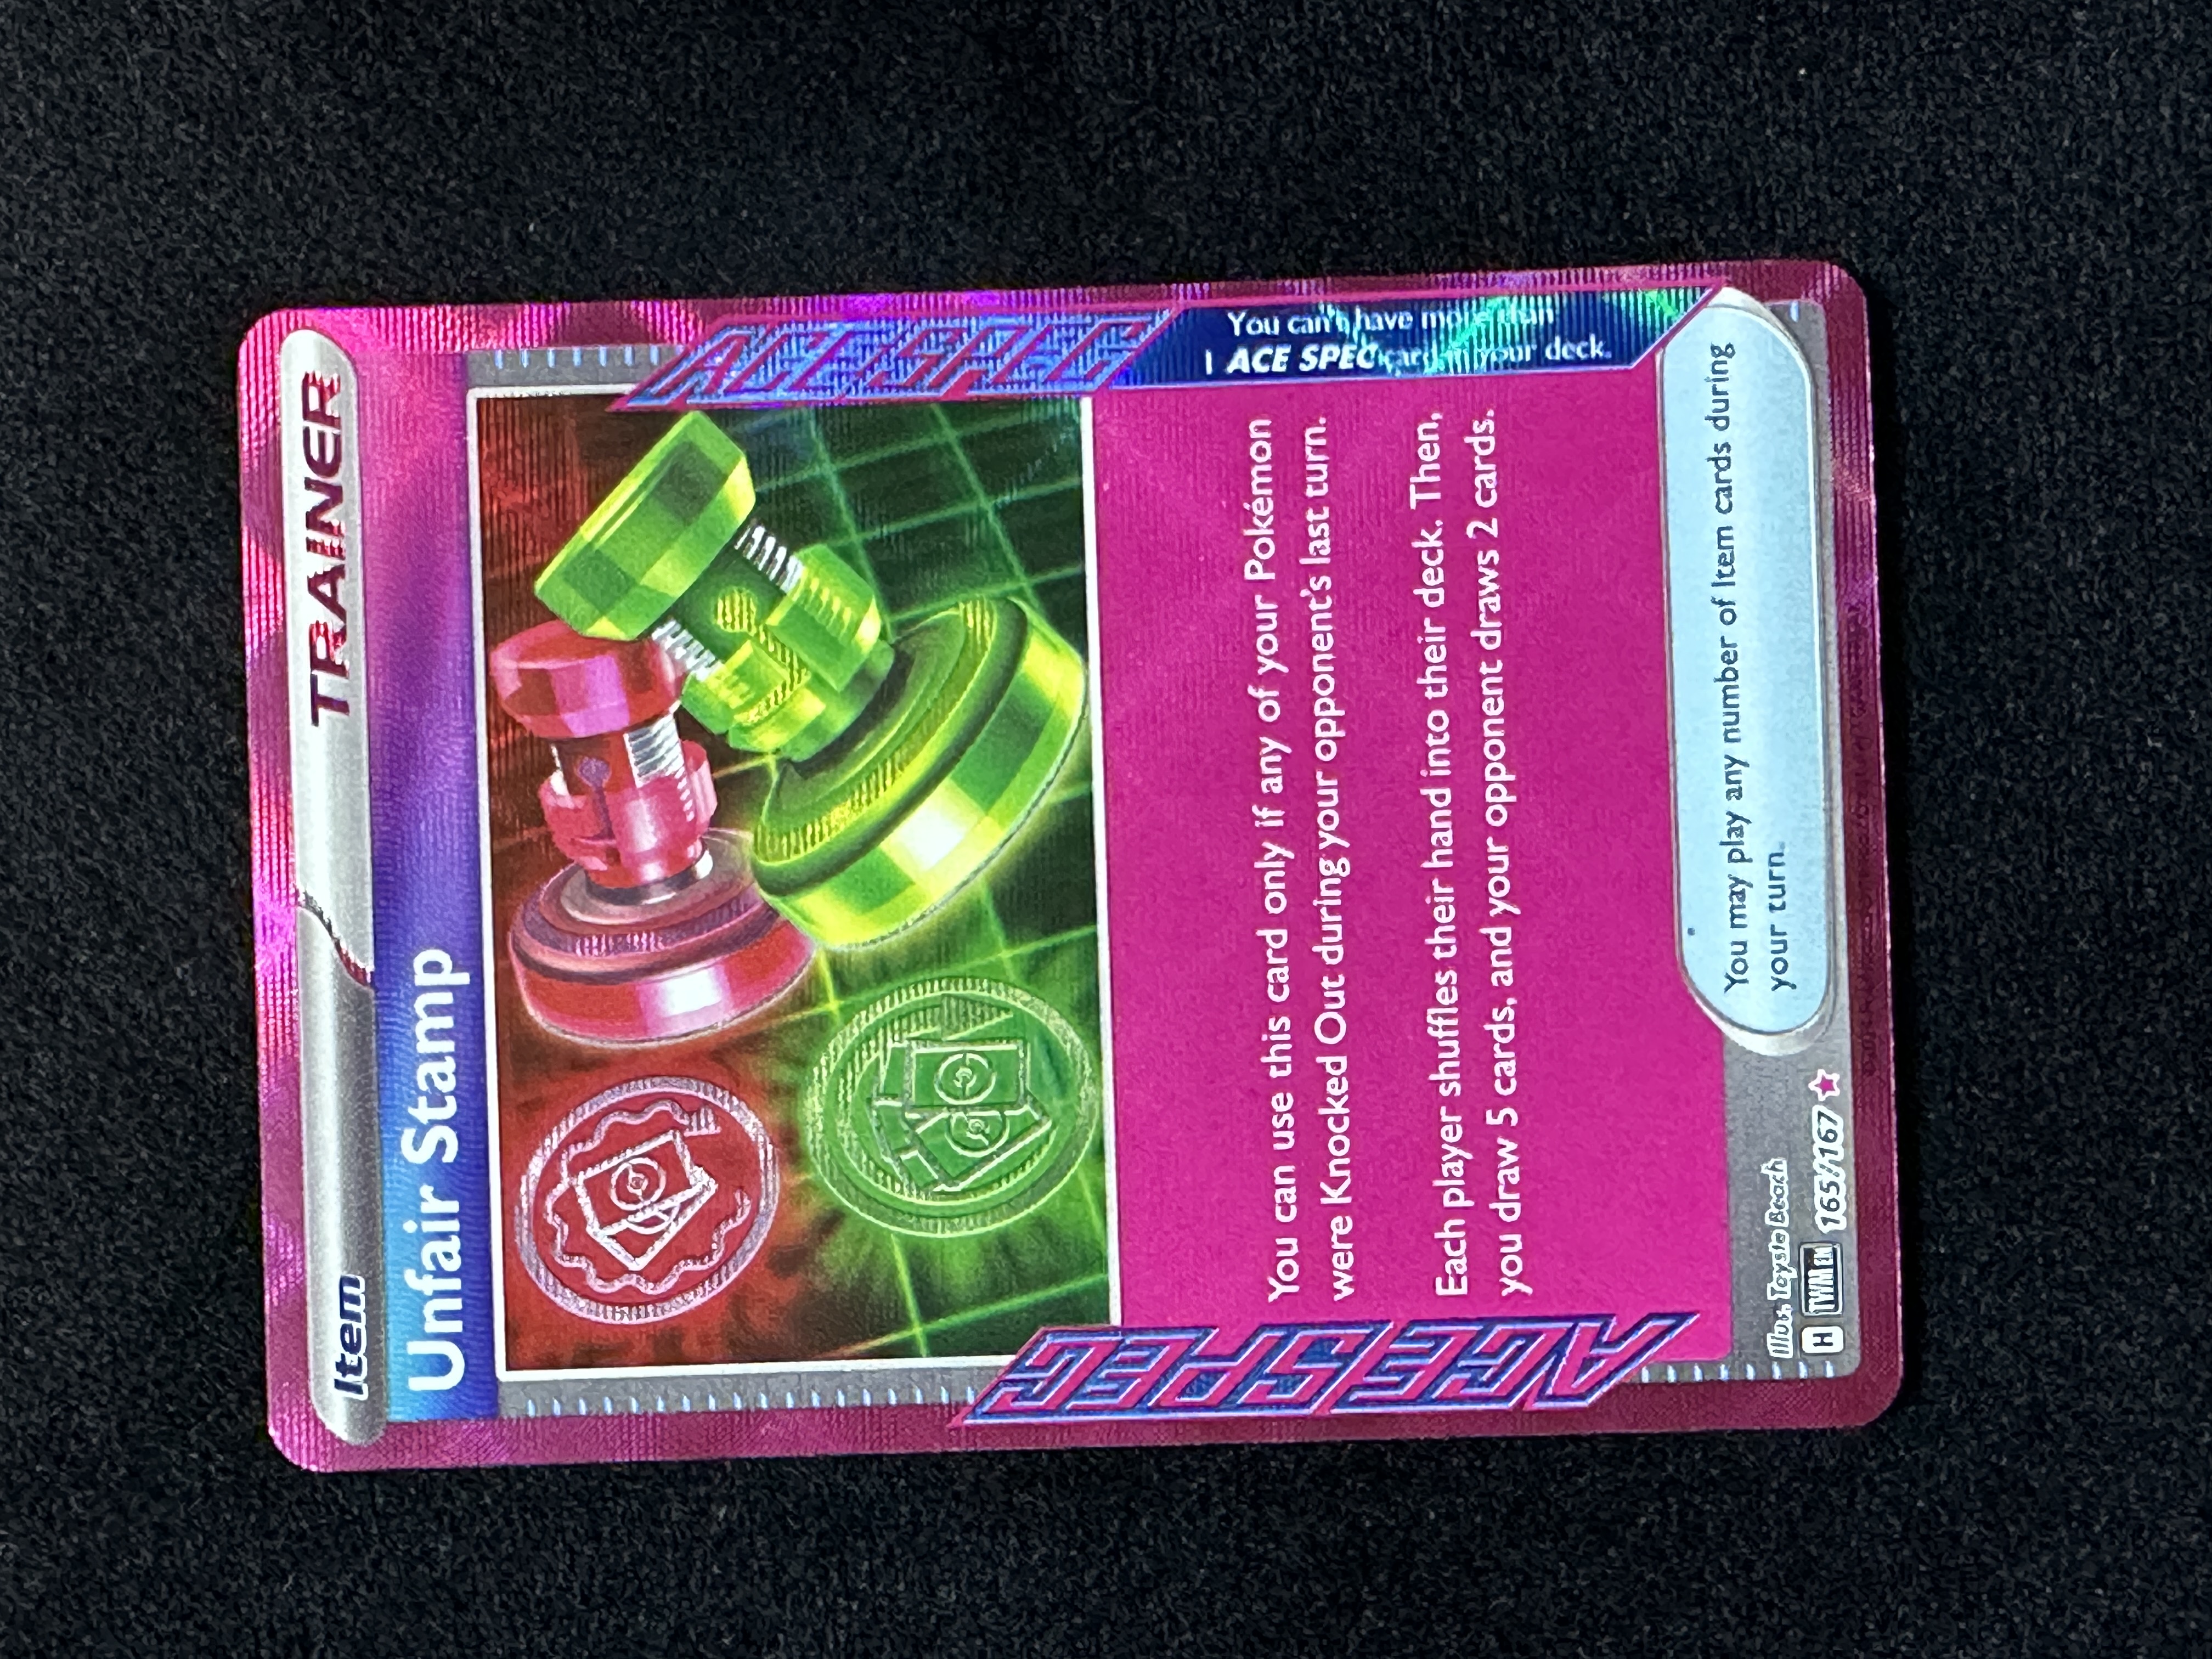 Item
TRAINER
Unfair Stamp
ACE SPEC
You can't have more than
1 ACE SPEC card in your deck.
You can use this card only if any of your Pokémon
were Knocked Out during your opponent's last turn.
Each player shuffles their hand into their deck. Then,
you draw 5 cards, and your opponent draws 2 cards.
ACE SPEC
You may play any number of Item cards during
your turn.
Illus. Toyste Beach
H TWM EN 165/167